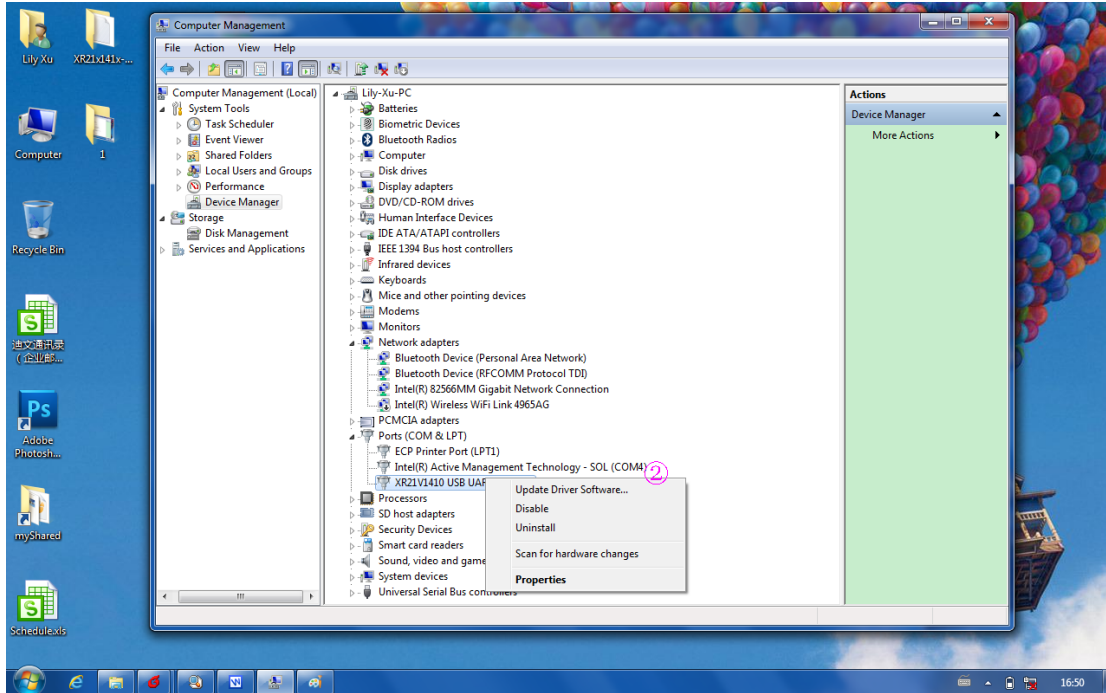 Lily Xu
XR21x141x-...
Computer
1
Recycle Bin
迪文通讯录
(企业邮...
Ps
Adobe
Photosh...
myShared
S
Schedule.xls
Computer Management
File Action View Help
Computer Management (Local)
System Tools
Task Scheduler
Event Viewer
Shared Folders
Local Users and Groups
Performance
Device Manager
Storage
Disk Management
Services and Applications
Lily-Xu-PC
Batteries
Biometric Devices
Bluetooth Radios
Computer
Disk drives
Display adapters
DVD/CD-ROM drives
Human Interface Devices
IDE ATA/ATAPI controllers
IEEE 1394 Bus host controllers
Infrared devices
Keyboards
Mice and other pointing devices
Modems
Monitors
Network adapters
Bluetooth Device (Personal Area Network)
Bluetooth Device (RFCOMM Protocol TDI)
Intel(R) 82566MM Gigabit Network Connection
Intel(R) Wireless WiFi Link 4965AG
PCMCIA adapters
Ports (COM & LPT)
ECP Printer Port (LPT1)
Intel(R) Active Management Technology - SOL (COM4)
XR21V1410 USB UAR
Processors
SD host adapters
Security Devices
Smart card readers
Sound, video and game
System devices
Universal Serial Bus controllers
②
Update Driver Software...
Disable
Uninstall
Scan for hardware changes
Properties
Actions
Device Manager
More Actions
16:50